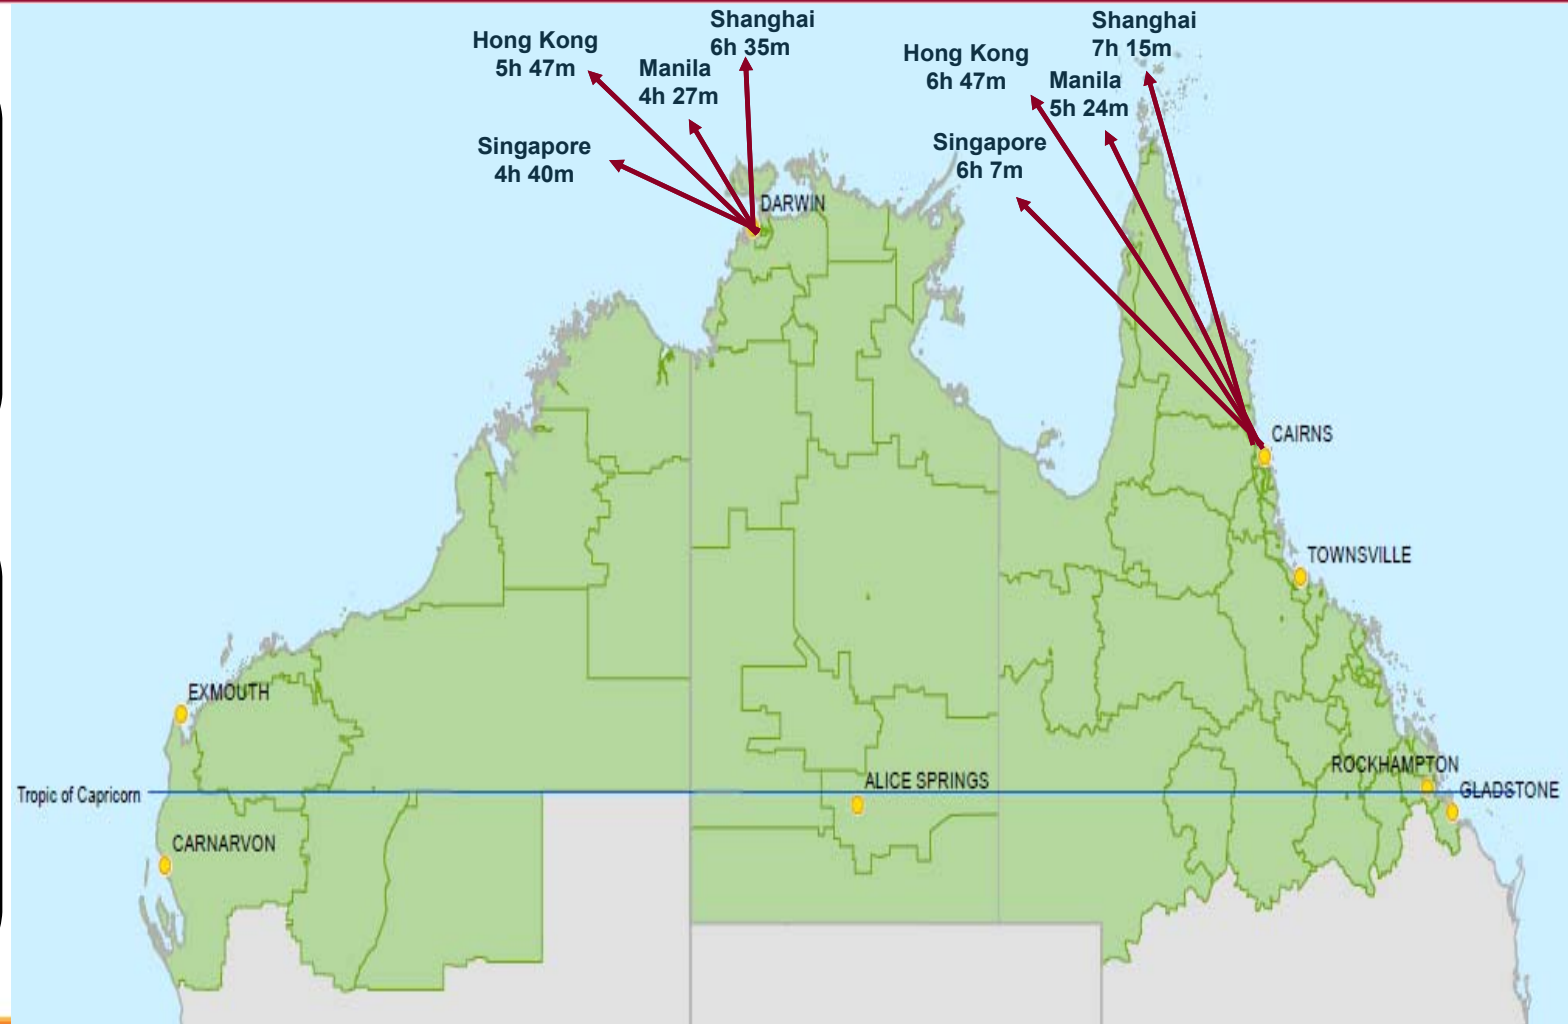 Shanghai
6h 35m
Hong Kong
5h 47m
Manila
4h 27m
Singapore
4h 40m
Shanghai
7h 15m
Hong Kong
6h 47m
Manila
5h 24m
Singapore
6h 7m
DARWIN
CAIRNS
TOWNSVILLE
EXMOUTH
ROCKHAMPTON
ALICE SPRINGS
GLADSTONE
Tropic of Capricorn
CARNARVON